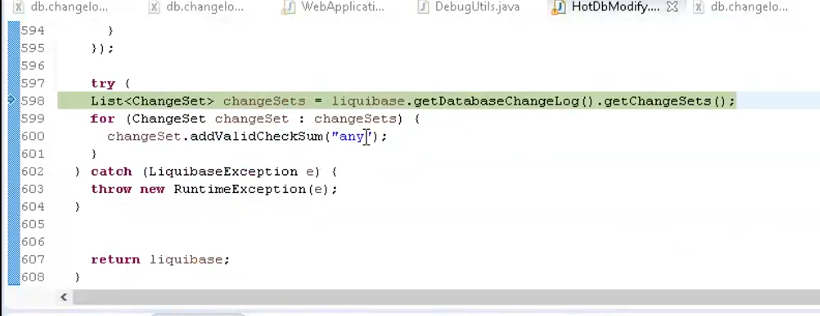 db.changelo... db.changelo... WebApplicati... DebugUtils.java HotDbModify.... db.changelo...
594 }
595 });
596
597 try {
598 List<ChangeSet> changeSets = liquibase.getDatabaseChangeLog().getChangeSets();
599 for (ChangeSet changeSet : changeSets) {
600 changeSet.addValidCheckSum("any");
601 }
602 } catch (LiquibaseException e) {
603 throw new RuntimeException(e);
604 }
605
606
607 return liquibase;
608 }